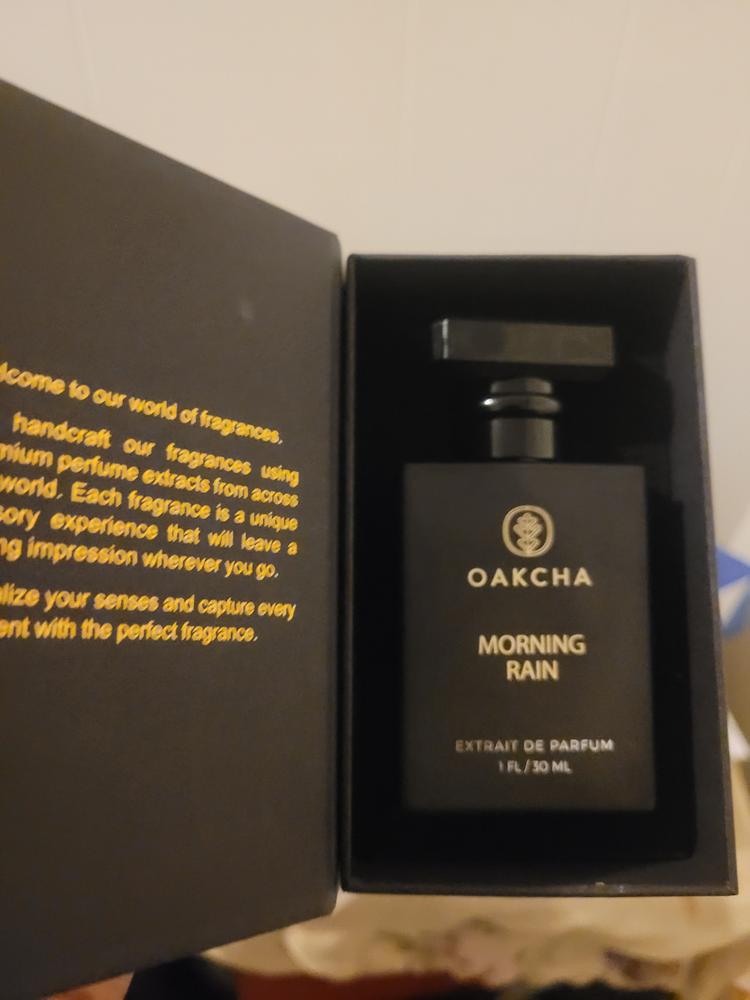 to our world of fragrances.
handcraft our fragrances using
perfume extracts from across
world. Each fragrance is a unique
experience that will leave a
impression wherever you go.
your senses and capture every
with the perfect fragrance.
OAKCHA
MORNING
RAIN
EXTRAIT DE PARFUM
1 FL / 30 ML